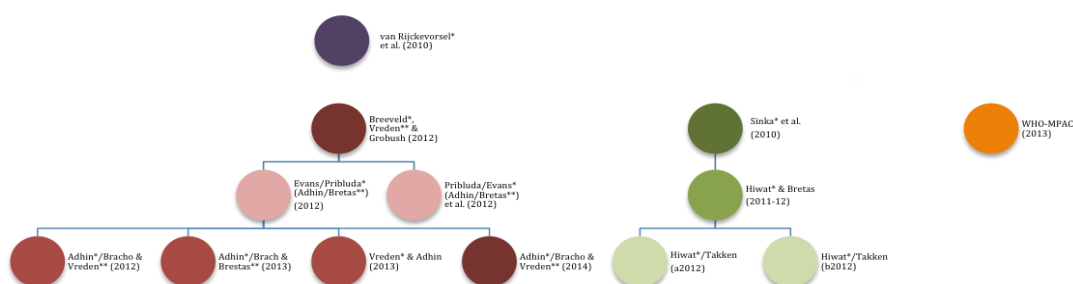 van Rijckevorsel*
et al. (2010)
Breeveld*,
Vreden** &
Grobush (2012)
Sinka* et al.
(2010)
WHO-MPAC
(2013)
Evans/Pribluda*
(Adhin/Bretas**)
(2012)
Pribluda/Evans*
(Adhin/Bretas**)
et al. (2012)
Hiwat* & Bretas
(2011-12)
Adhin*/Bracho &
Vreden** (2012)
Adhin*/Brach &
Brestas** (2013)
Vreden* & Adhin
(2013)
Adhin*/Bracho &
Vreden** (2014)
Hiwat*/Takken
(a2012)
Hiwat*/Takken
(b2012)